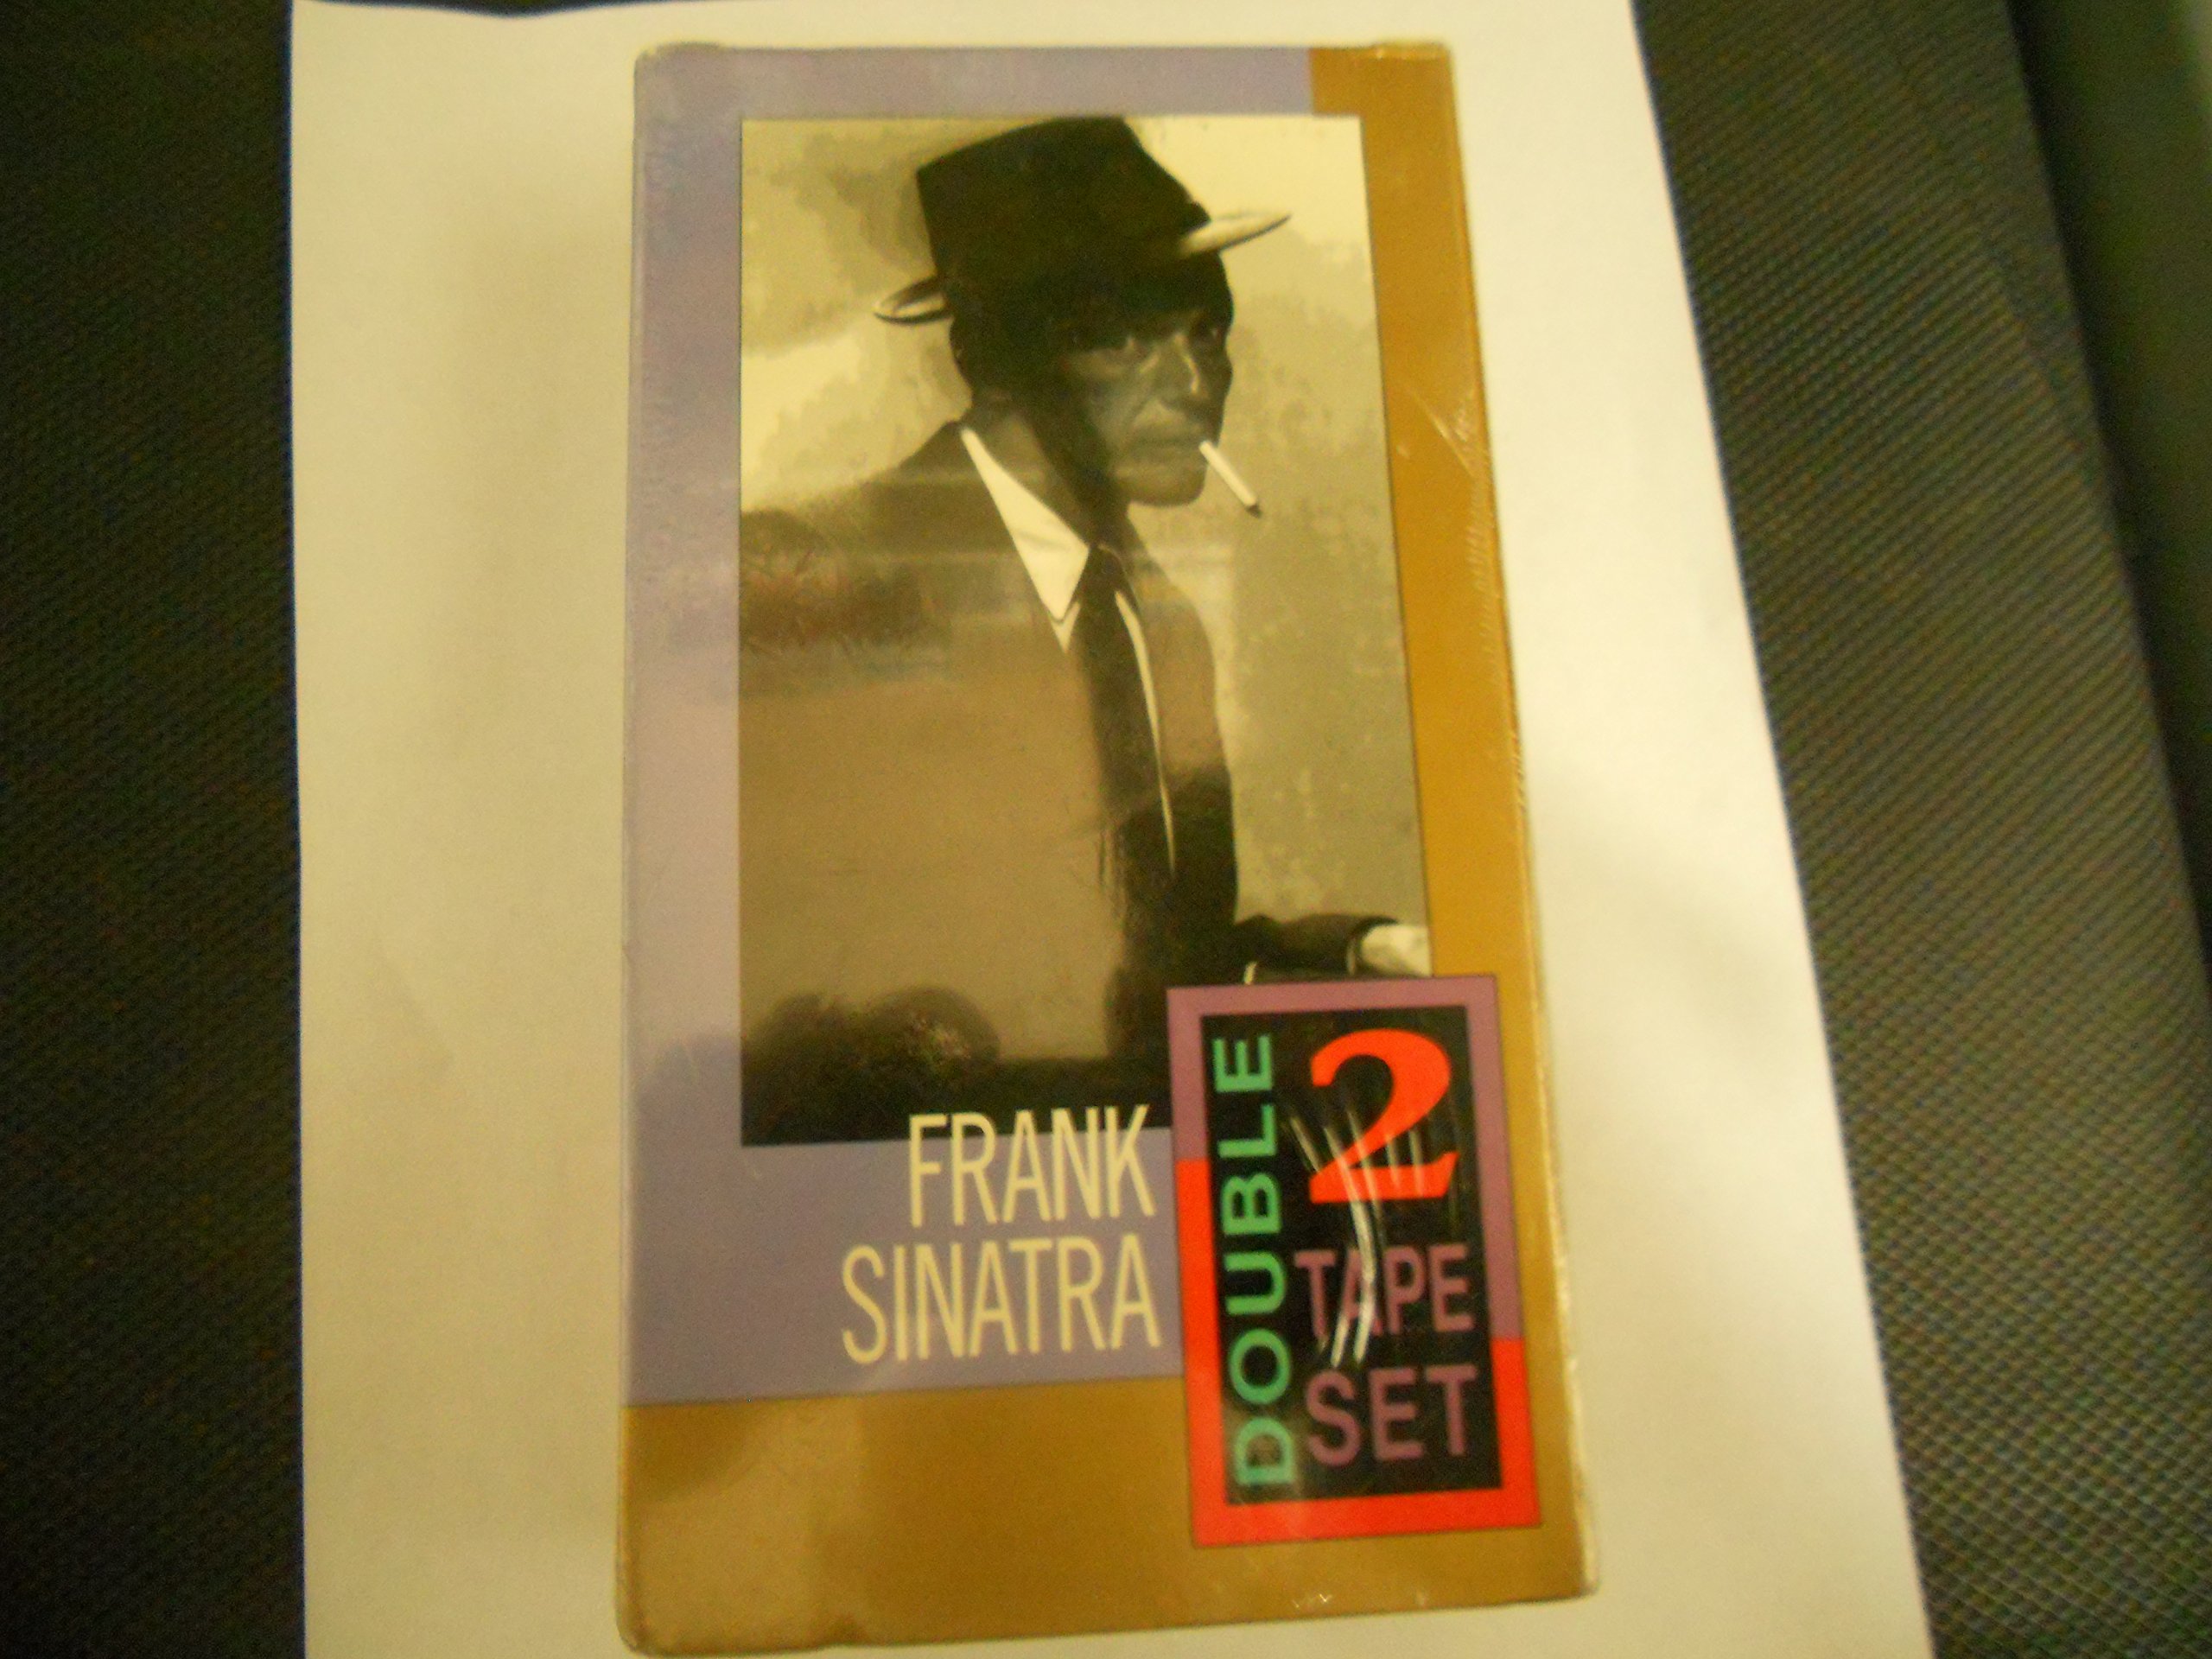 FRANK
SINATRA
DOUBLE
2
TAPE
SET